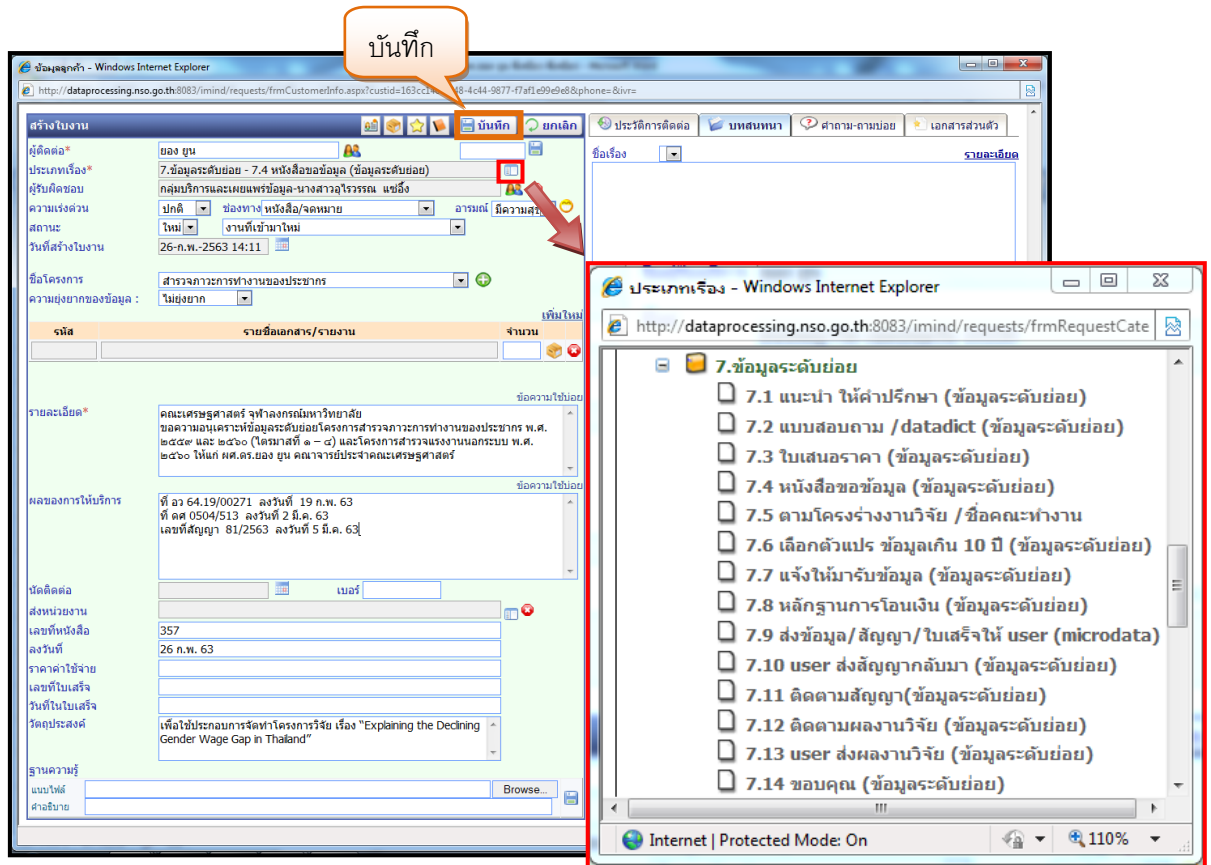 บันทึก
ข้อมูลลูกค้า - Windows Internet Explorer
สร้างใบงาน
บันทึก
ยกเลิก
ประวัติการติดต่อ
บทสนทนา
คำถาม-ถามบ่อย
เอกสารส่วนตัว
ผู้ติดต่อ* ยอง ยูน
ชื่อเรื่อง
รายละเอียด
ประเภทเรื่อง* 7.ข้อมูลระดับย่อย - 7.4 หนังสือขอข้อมูล (ข้อมูลระดับย่อย)
ผู้รับผิดชอบ กลุ่มบริการและเผยแพร่ข้อมูล-นางสาวอุไรวรรณ แซ่อึ้ง
ความเร่งด่วน ปกติ ช่องทาง หนังสือ/จดหมาย อารมณ์ มีความสุข
สถานะ ใหม่ งานที่เข้ามาใหม่
วันที่สร้างใบงาน 26-ก.พ.-2563 14:11
ชื่อโครงการ สำรวจภาวะการทำงานของประชากร
ความยุ่งยากของข้อมูล : ไม่ยุ่งยาก
เพิ่มใหม่
รหัส รายชื่อเอกสาร/รายงาน จำนวน
ข้อความใช้บ่อย
รายละเอียด* คณะเศรษฐศาสตร์ จุฬาลงกรณ์มหาวิทยาลัย
ขอความอนุเคราะห์ข้อมูลระดับย่อยโครงการสำรวจภาวะการทำงานของประชากร พ.ศ.
๒๕๕๙ และ ๒๕๖๐ (ไตรมาสที่ ๑ – ๔) และโครงการสำรวจแรงงานนอกระบบ พ.ศ.
๒๕๖๐ ให้แก่ ผศ.ดร.ยอง ยูน คณาจารย์ประจำคณะเศรษฐศาสตร์
ข้อความใช้บ่อย
ผลของการให้บริการ ที่ อว 64.19/00271 ลงวันที่ 19 ก.พ. 63
ที่ ดศ 0504/513 ลงวันที่ 2 มี.ค. 63
เลขที่สัญญา 81/2563 ลงวันที่ 5 มี.ค. 63
นัดติดต่อ เบอร์
ส่งหน่วยงาน
เลขที่หนังสือ 357
ลงวันที่ 26 ก.พ. 63
ราคาค่าใช้จ่าย
เลขที่ใบเสร็จ
วันที่ในใบเสร็จ
วัตถุประสงค์ เพื่อใช้ประกอบการจัดทำโครงการวิจัย เรื่อง “Explaining the Declining
Gender Wage Gap in Thailand”
ฐานความรู้
แนบไฟล์ Browse...
คำอธิบาย
ประเภทเรื่อง - Windows Internet Explorer
http://dataprocessing.nso.go.th:8083/imind/requests/frmRequestCate
7.ข้อมูลระดับย่อย
7.1 แนะนำ ให้คำปรึกษา (ข้อมูลระดับย่อย)
7.2 แบบสอบถาม /datadict (ข้อมูลระดับย่อย)
7.3 ใบเสนอราคา (ข้อมูลระดับย่อย)
7.4 หนังสือขอข้อมูล (ข้อมูลระดับย่อย)
7.5 ตามโครงร่างงานวิจัย /ชื่อคณะทำงาน
7.6 เลือกตัวแปร ข้อมูลเกิน 10 ปี (ข้อมูลระดับย่อย)
7.7 แจ้งให้มารับข้อมูล (ข้อมูลระดับย่อย)
7.8 หลักฐานการโอนเงิน (ข้อมูลระดับย่อย)
7.9 ส่งข้อมูล/สัญญา/ใบเสร็จให้ user (microdata)
7.10 user ส่งสัญญากลับมา (ข้อมูลระดับย่อย)
7.11 ติดตามสัญญา(ข้อมูลระดับย่อย)
7.12 ติดตามผลงานวิจัย (ข้อมูลระดับย่อย)
7.13 user ส่งผลงานวิจัย (ข้อมูลระดับย่อย)
7.14 ขอบคุณ (ข้อมูลระดับย่อย)
Internet | Protected Mode: On 110%